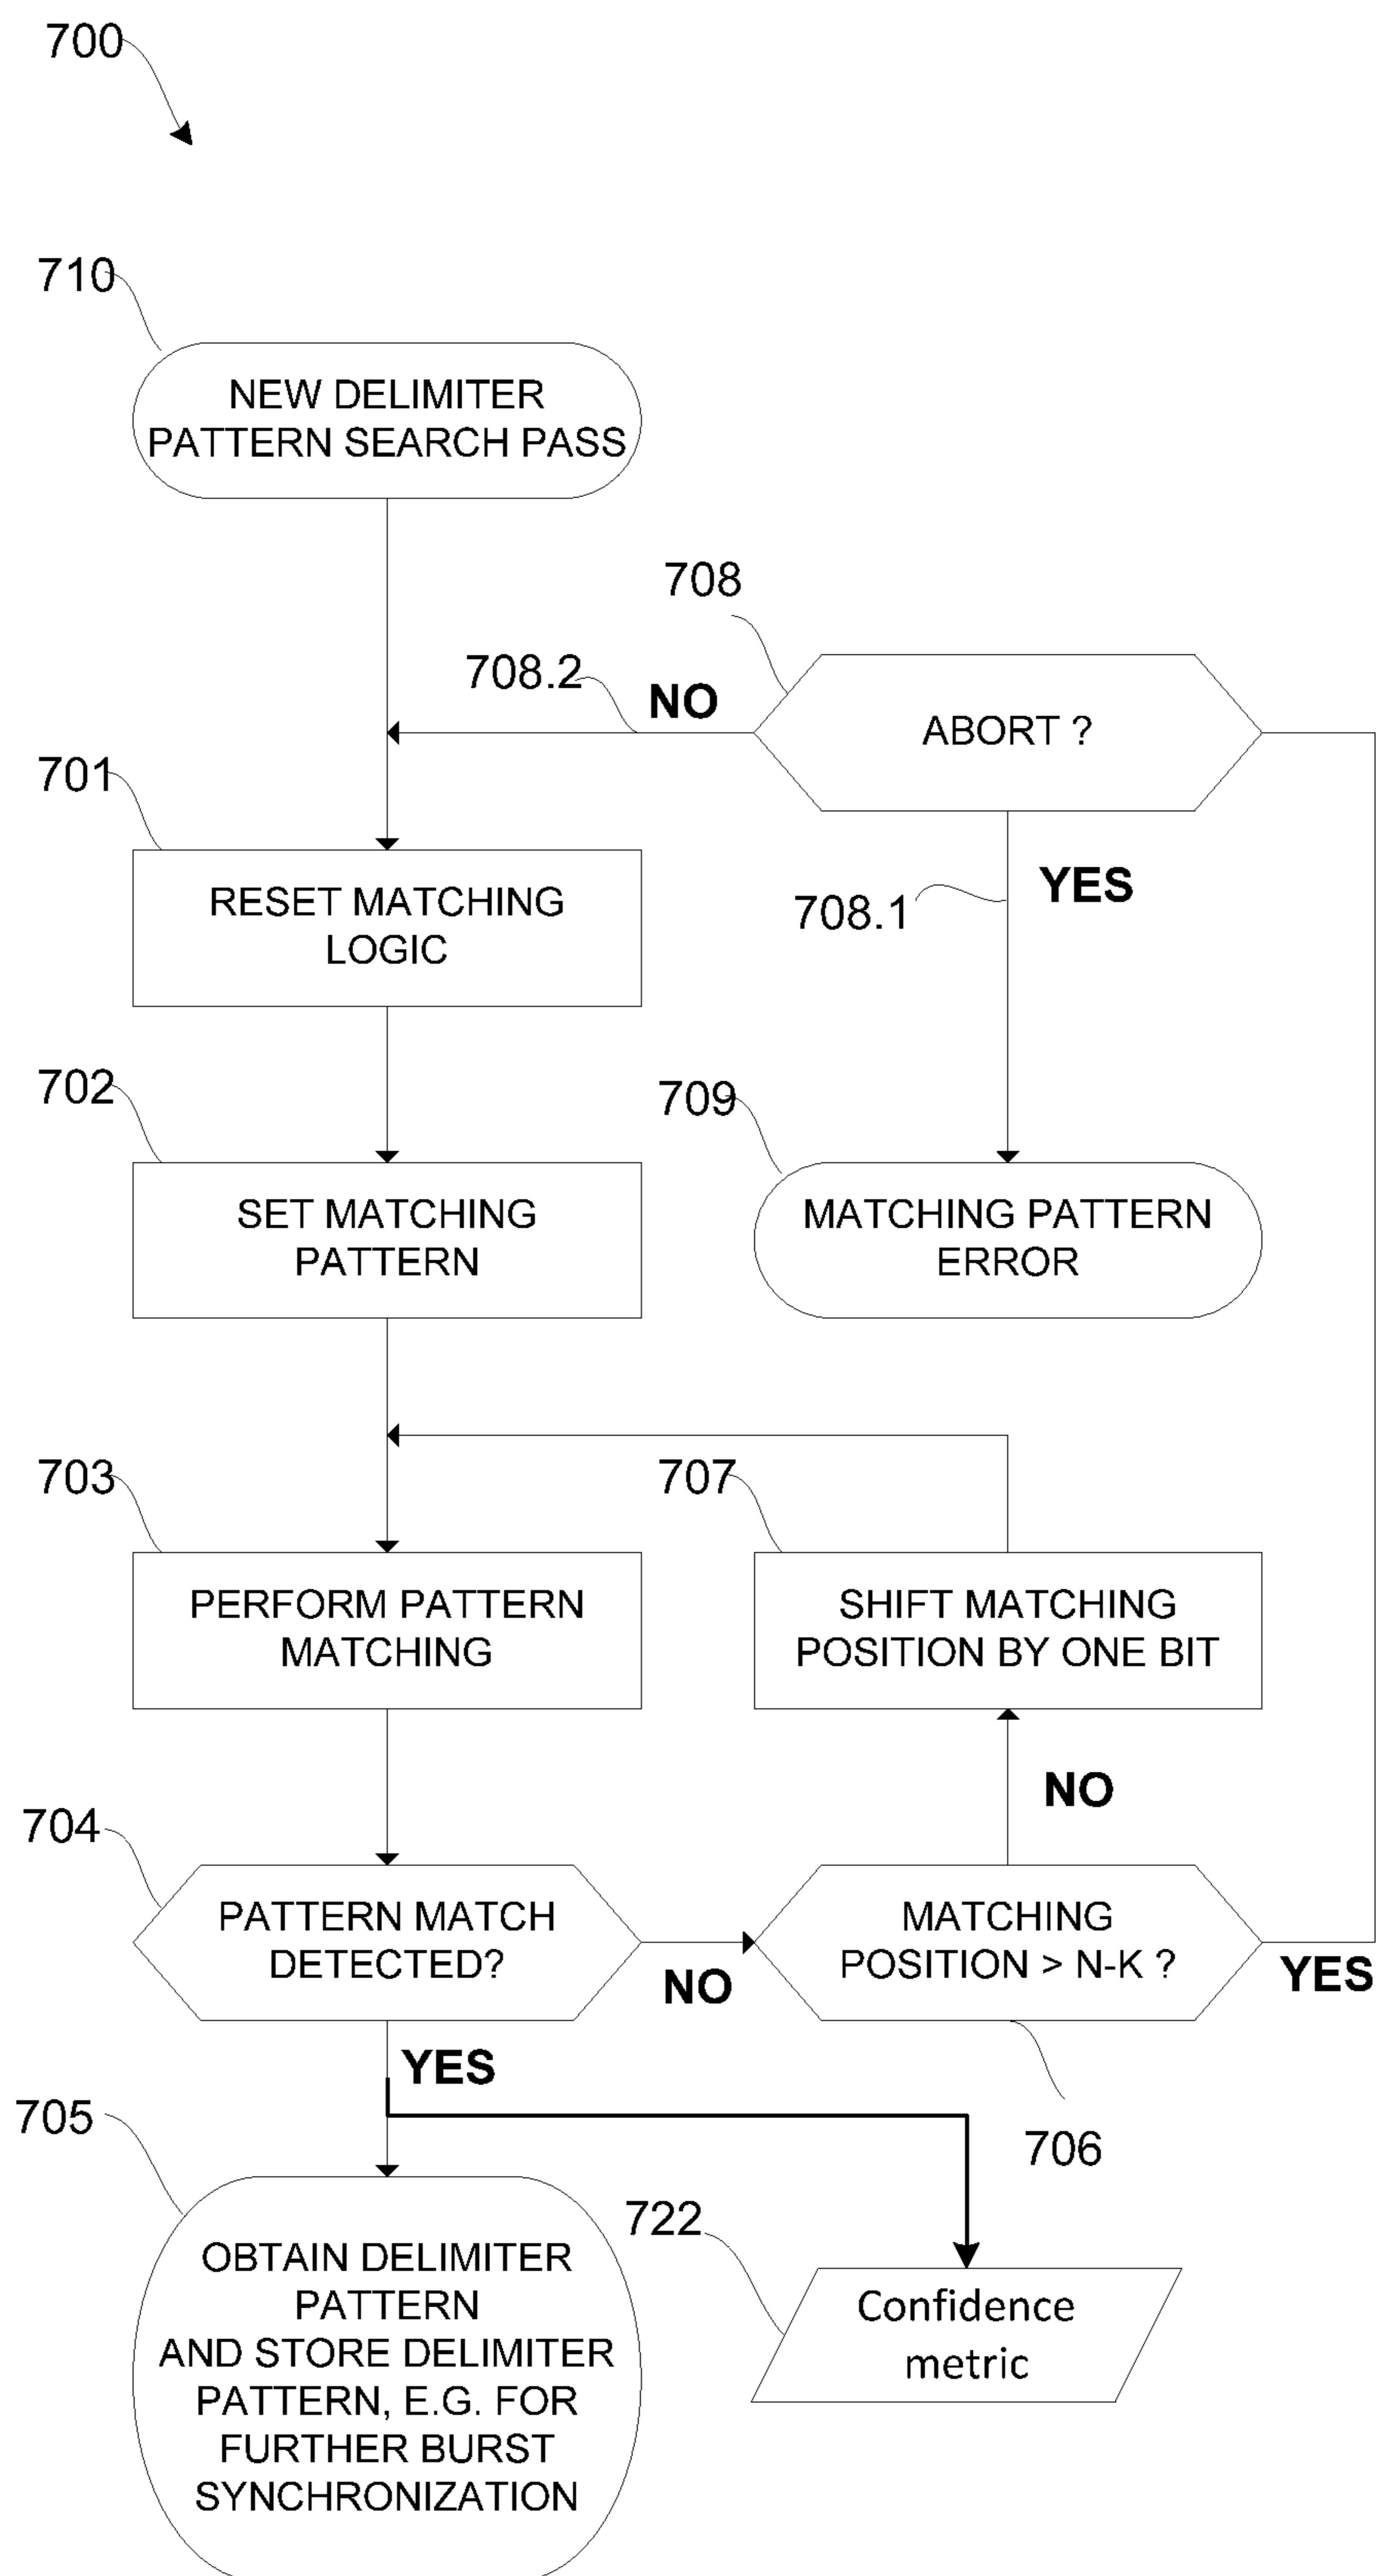 700
710
NEW DELIMITER
PATTERN SEARCH PASS
708
708.2
NO
ABORT ?
701
RESET MATCHING
LOGIC
YES
708.1
702
SET MATCHING
PATTERN
709
MATCHING PATTERN
ERROR
703
PERFORM PATTERN
MATCHING
707
SHIFT MATCHING
POSITION BY ONE BIT
NO
704
PATTERN MATCH
DETECTED?
NO
MATCHING
POSITION > N-K ?
YES
YES
706
705
OBTAIN DELIMITER
PATTERN
AND STORE DELIMITER
PATTERN, E.G. FOR
FURTHER BURST
SYNCHRONIZATION
722
Confidence
metric